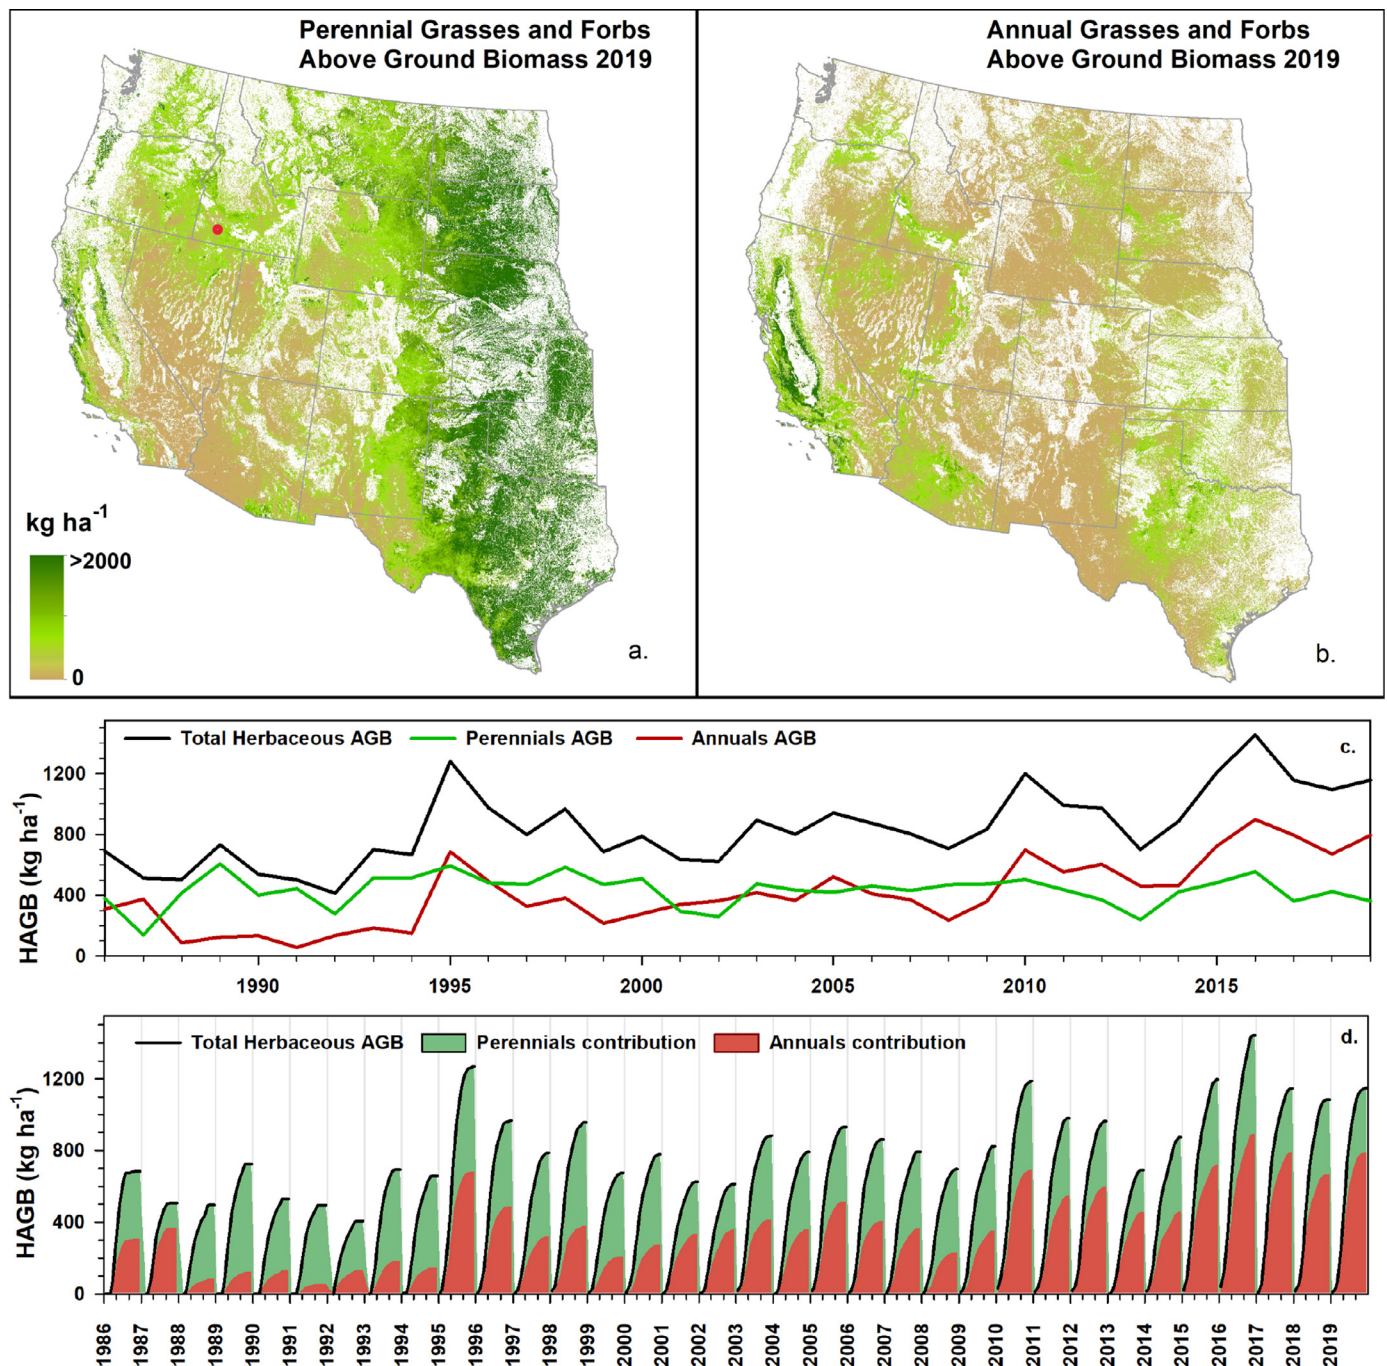 Perennial Grasses and Forbs
Above Ground Biomass 2019
kg ha-1
>2000
0
a.
Annual Grasses and Forbs
Above Ground Biomass 2019
b.
Total Herbaceous AGB
Perennials AGB
Annuals AGB
c.
HAGB (kg ha-1)
1200
800
400
0
1990
1995
2000
2005
2010
2015
Total Herbaceous AGB
Perennials contribution
Annuals contribution
d.
HAGB (kg ha-1)
1200
800
400
0
1986
1987
1988
1989
1990
1991
1992
1993
1994
1995
1996
1997
1998
1999
2000
2001
2002
2003
2004
2005
2006
2007
2008
2009
2010
2011
2012
2013
2014
2015
2016
2017
2018
2019